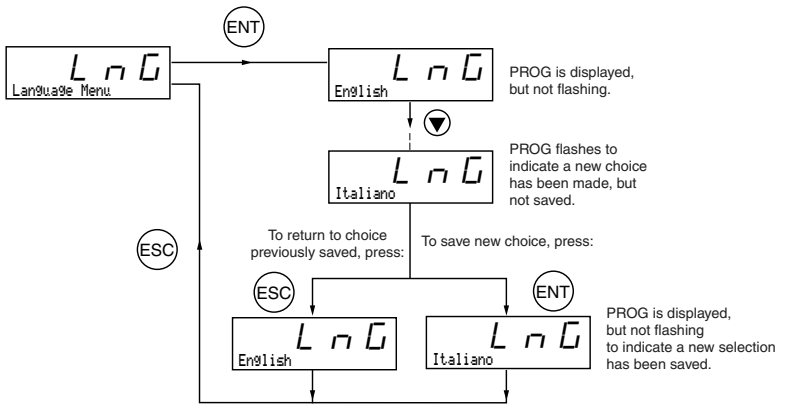 ENT
LnG
Language Menu
LnG
English
PROG is displayed,
but not flashing.
LnG
Italiano
PROG flashes to
indicate a new choice
has been made, but
not saved.
ESC
To return to choice
previously saved, press:
To save new choice, press:
ESC
ENT
LnG
English
LnG
Italiano
PROG is displayed,
but not flashing
to indicate a new selection
has been saved.